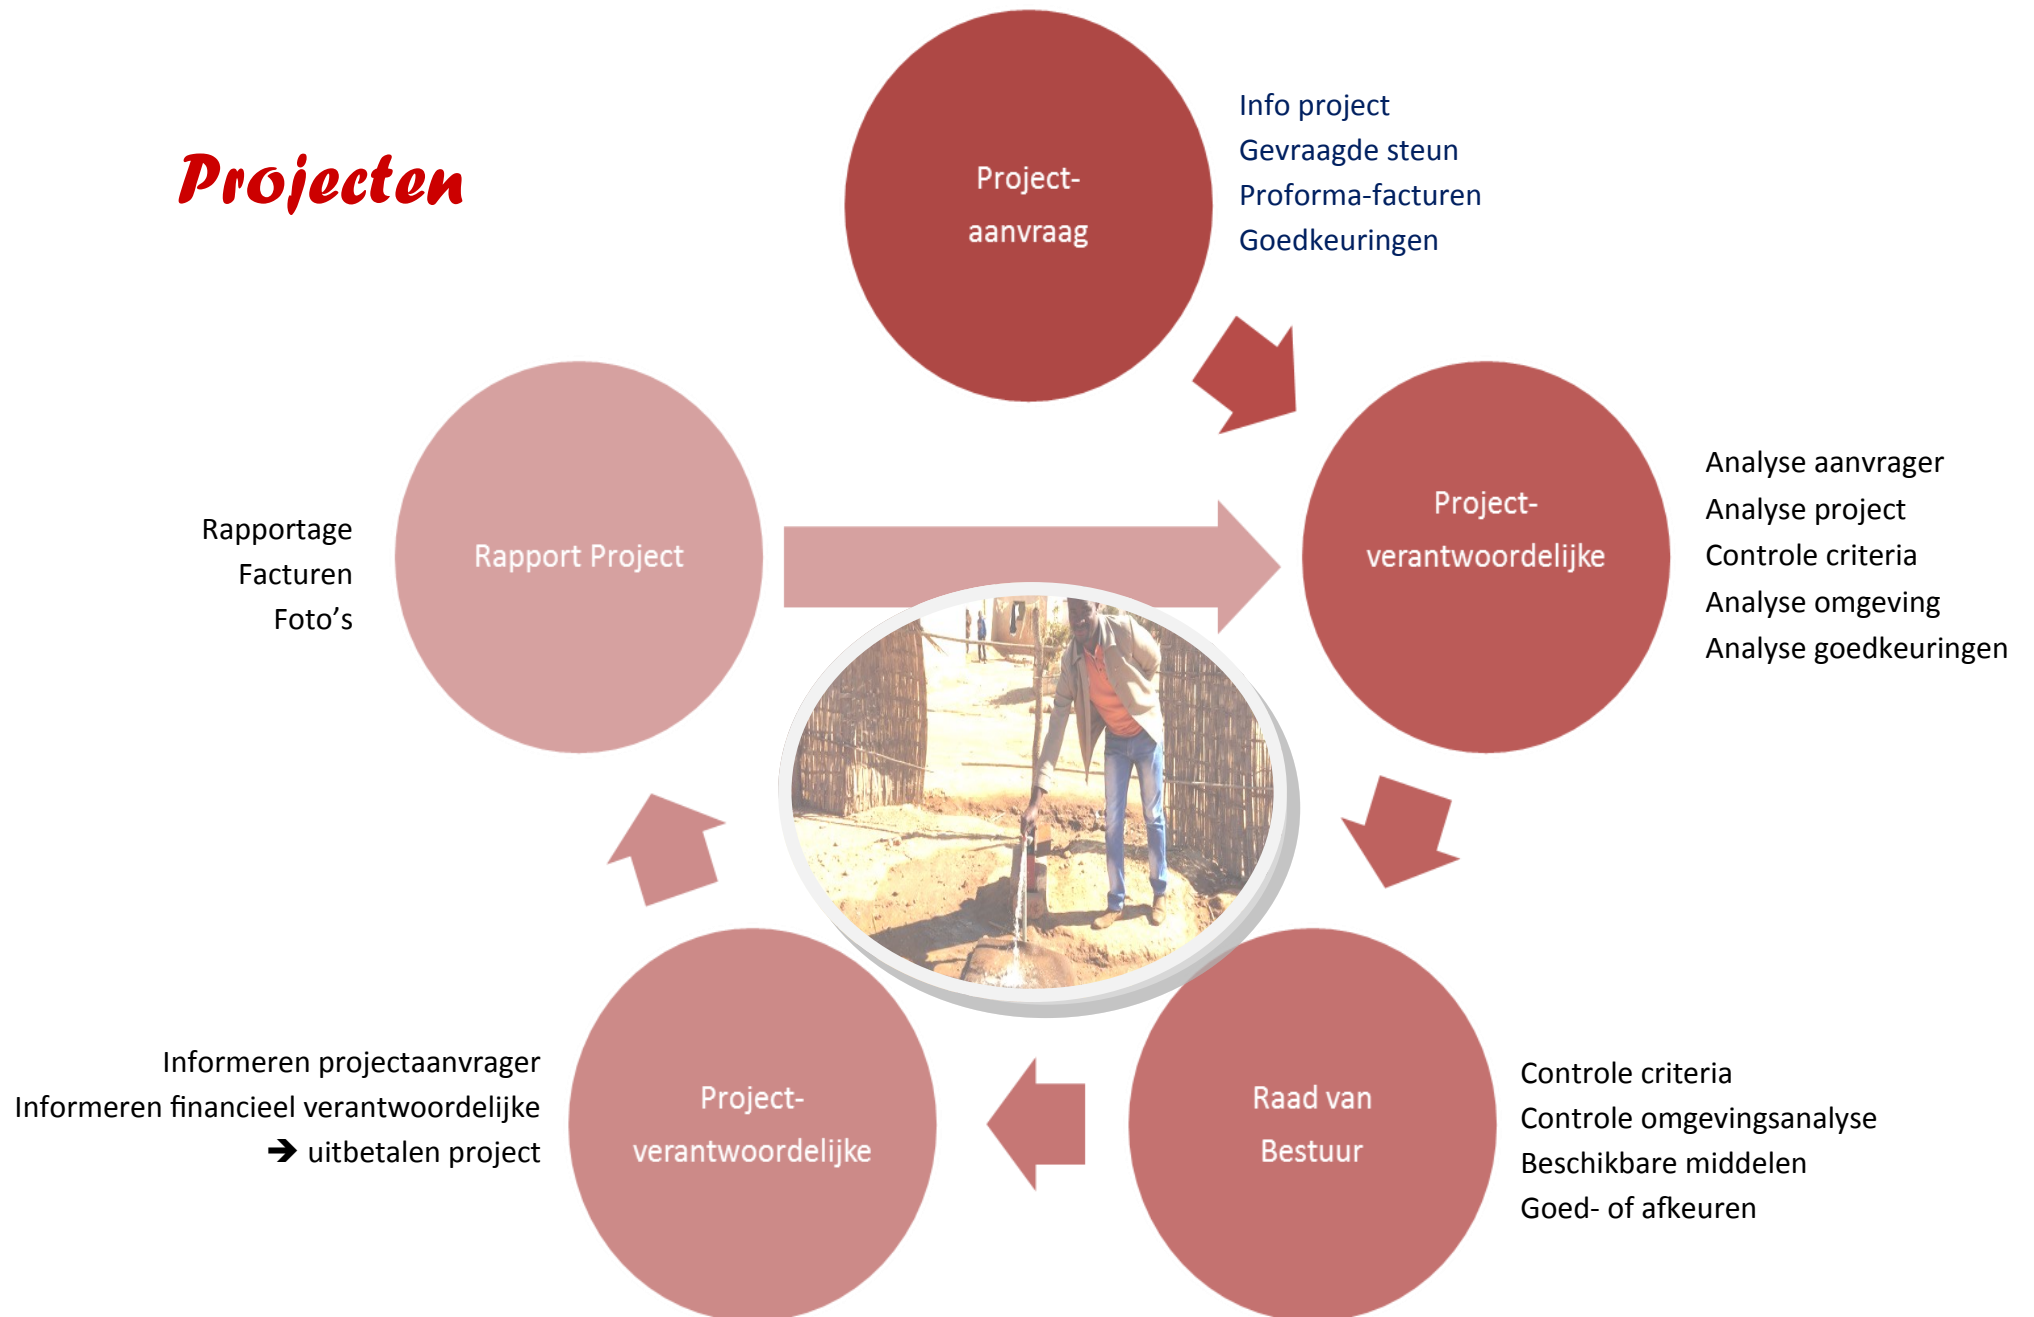 Projecten
Project-
aanvraag
Info project
Gevraagde steun
Proforma-facturen
Goedkeuringen
Project-
verantwoordelijke
Analyse aanvrager
Analyse project
Controle criteria
Analyse omgeving
Analyse goedkeuringen
Raad van
Bestuur
Controle criteria
Controle omgevingsanalyse
Beschikbare middelen
Goed- of afkeuren
Project-
verantwoordelijke
Informeren projectaanvrager
Informeren financieel verantwoordelijke
➔ uitbetalen project
Rapport Project
Rapportage
Facturen
Foto’s